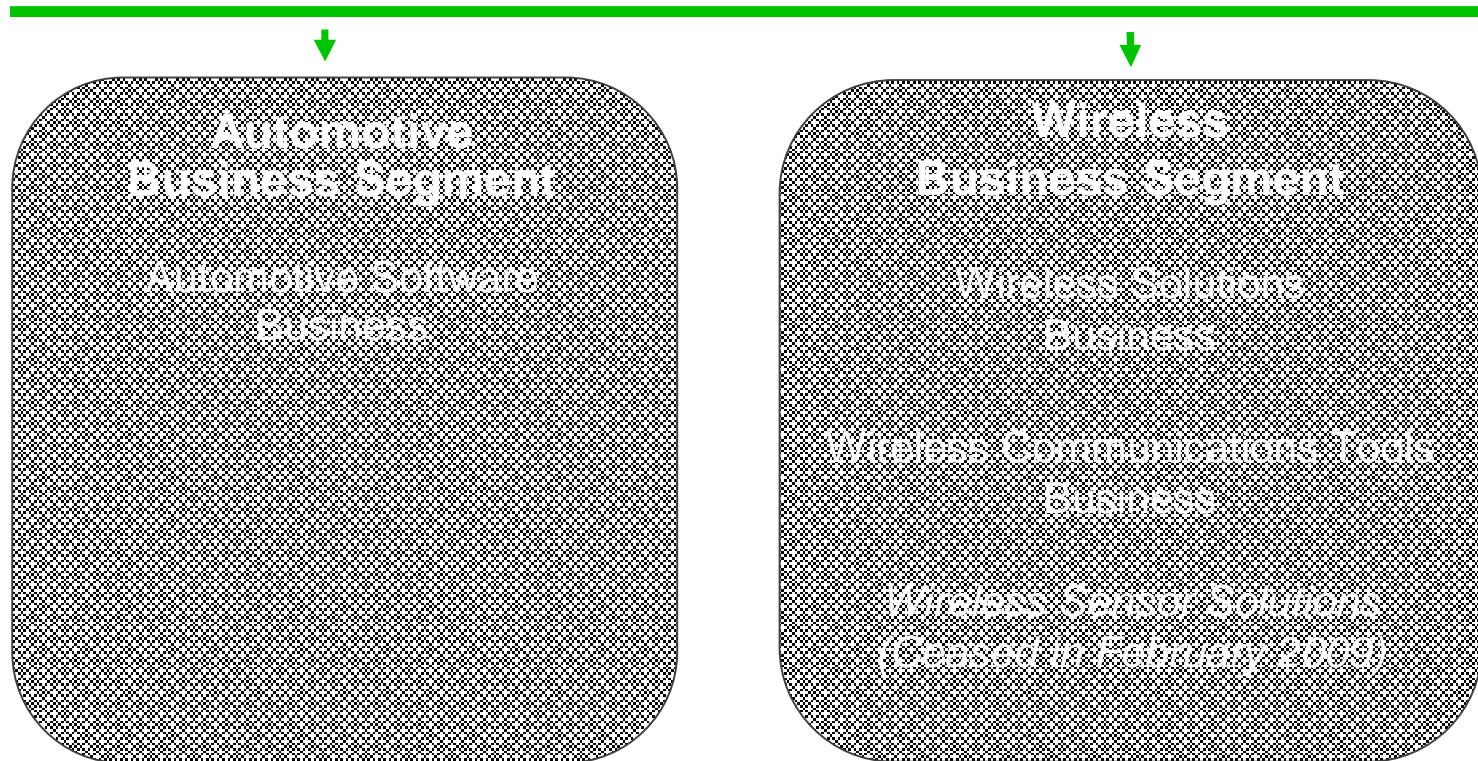 Automotive
Business Segment
Automotive Software
Business
Wireless
Business Segment
Wireless Solutions
Business
Wireless Communications Tools
Business
Wireless Sensor Solutions
(Ceased in February 2009)